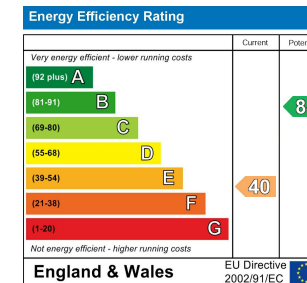 Energy Efficiency Rating
Current
Very energy efficient - lower running costs
(92 plus) A
(81-91) B
(69-80) C
(55-68) D
(39-54) E
40
(21-38) F
(1-20) G
Not energy efficient - higher running costs
England & Wales
EU Directive
2002/91/EC